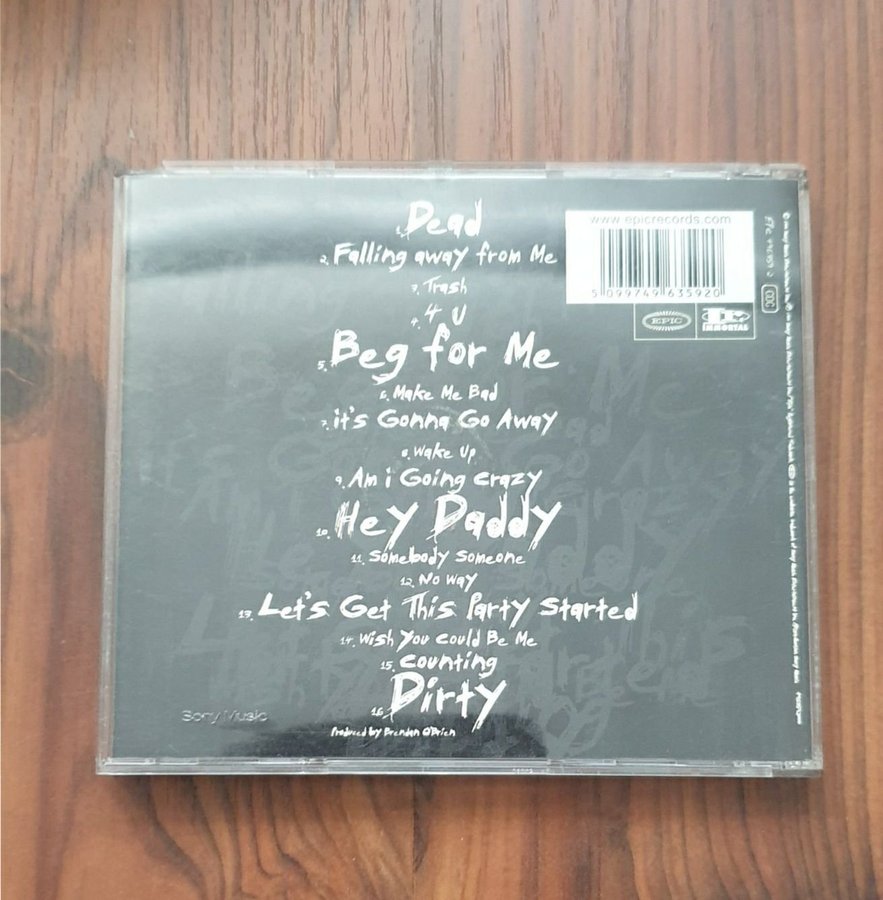 1. Dead
2. Falling away from Me
3. Trash
4. 4 U
5. Beg for Me
6. Make Me Bad
7. it's Gonna Go Away
8. Wake Up
9. Am i Going crazy
10. Hey Daddy
11. Somebody Someone
12. No Way
13. Let's Get This Party Started
14. Wish You Could Be Me
15. Counting
16. Dirty
Produced by Brendan O'Brien
Sony Music
www.epicrecords.com
5 099749 635920
EPIC
IMMORTAL